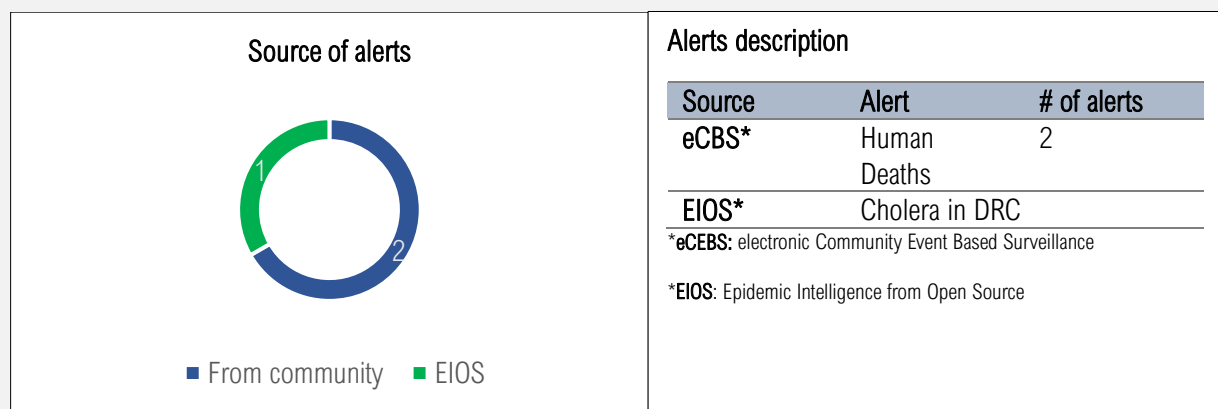 Source of alerts
1
2
From community EIOS
Alerts description
Source Alert # of alerts
eCBS* Human 2
Deaths
EIOS* Cholera in DRC
*eCEBS: electronic Community Event Based Surveillance
*EIOS: Epidemic Intelligence from Open Source